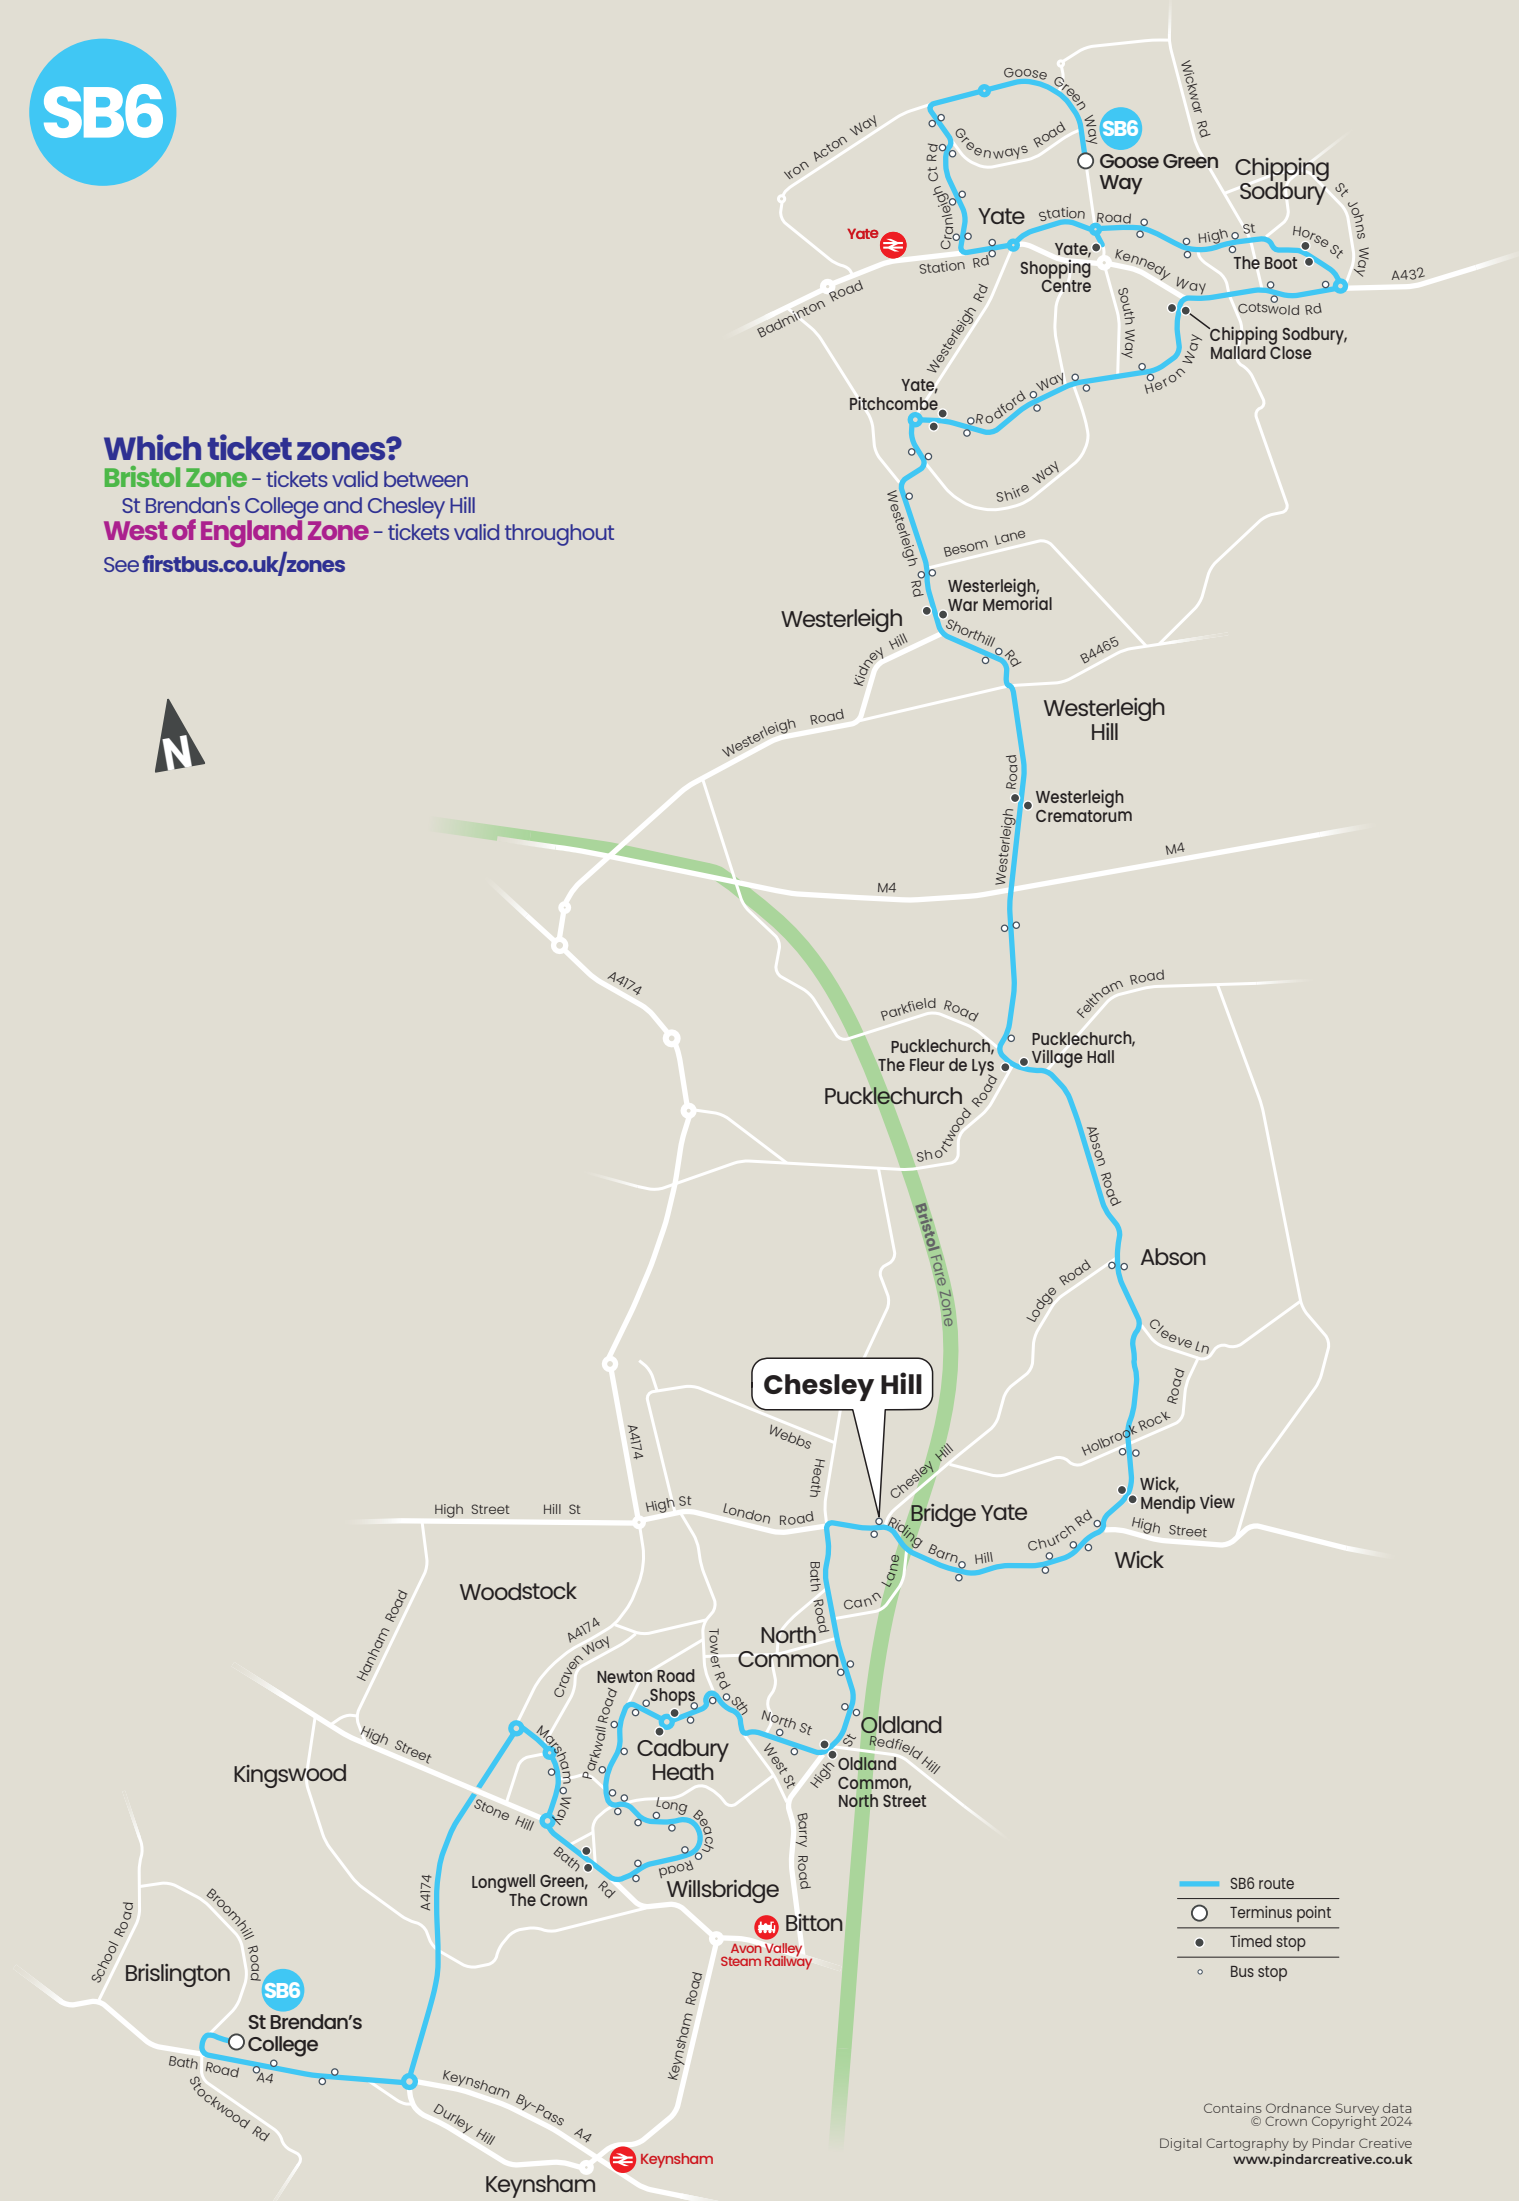 SB6
Goose Green Way
Wickwar Rd
SB6
Iron Acton Way
Greenways Road
Goose Green
Way
Chipping
Sodbury
Cranleigh Ct Rd
St Johns Way
Yate
Station Road
High St
Horse St
Yate
Yate,
Shopping
Centre
Kennedy Way
The Boot
Station Rd
A432
Badminton Road
Westerleigh Rd
South Way
Cotswold Rd
Chipping Sodbury,
Mallard Close
Heron Way
Yate,
Pitchcombe
Rodford Way
Which ticket zones?
Bristol Zone - tickets valid between
St Brendan's College and Chesley Hill
West of England Zone - tickets valid throughout
See firstbus.co.uk/zones
Shire Way
Westerleigh Rd
Besom Lane
Westerleigh,
War Memorial
Westerleigh
Shorthill Rd
Kidney Hill
B4465
N
Westerleigh
Hill
Westerleigh Road
Westerleigh Road
Westerleigh
Crematorum
M4
M4
A4174
Parkfield Road
Feltham Road
Pucklechurch,
The Fleur de Lys
Pucklechurch,
Village Hall
Pucklechurch
Shortwood Road
Abson Road
Bristol Fare Zone
Abson
Lodge Road
Cleeve Ln
Chesley Hill
Holbrook Rock Road
A4174
Webbs Heath
Chesley Hill
Wick,
Mendip View
High Street
Hill St
High St
London Road
Bridge Yate
Riding Barn Hill
Church Rd
High Street
Wick
Bath Road
Cann Lane
Woodstock
Hanham Road
A4174
Craven Way
North
Common
Tower Rd Sth
Newton Road
Shops
Parkwall Road
North St
Oldland
High Street
Marsham Way
Cadbury
Heath
West St
High St
Redfield Hill
Kingswood
Oldland
Common,
North Street
Stone Hill
Long Beach Road
Barry Road
Bath Rd
Longwell Green,
The Crown
Willsbridge
A4174
Bitton
Avon Valley
Steam Railway
SB6 route
Terminus point
Timed stop
Bus stop
School Road
Broomhill Road
Brislington
SB6
St Brendan's
College
Bath Road A4
Stockwood Rd
Keynsham Road
Keynsham By-Pass A4
Durley Hill
Keynsham
Keynsham
Contains Ordnance Survey data
© Crown Copyright 2024
Digital Cartography by Pindar Creative
www.pindarcreative.co.uk